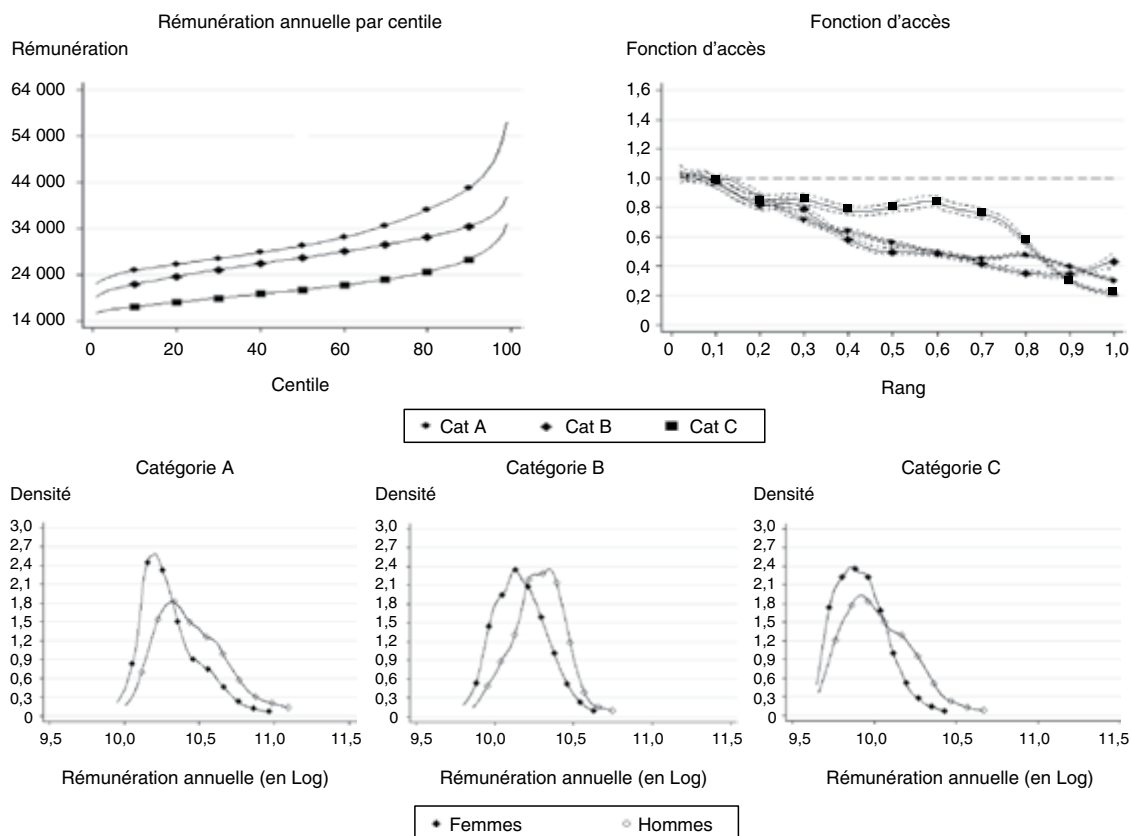 Rémunération annuelle par centile
Rémunération
64 000
54 000
44 000
34 000
24 000
14 000
0 20 40 60 80 100
Centile
Fonction d'accès
Fonction d'accès
1,6
1,4
1,2
1,0
0,8
0,6
0,4
0,2
0
0 0,1 0,2 0,3 0,4 0,5 0,6 0,7 0,8 0,9 1,0
Rang
Cat A Cat B Cat C
Catégorie A
Densité
3,0
2,7
2,4
2,1
1,8
1,5
1,2
0,9
0,6
0,3
0
9,5 10,0 10,5 11,0 11,5
Rémunération annuelle (en Log)
Catégorie B
Densité
3,0
2,7
2,4
2,1
1,8
1,5
1,2
0,9
0,6
0,3
0
9,5 10,0 10,5 11,0 11,5
Rémunération annuelle (en Log)
Catégorie C
Densité
3,0
2,7
2,4
2,1
1,8
1,5
1,2
0,9
0,6
0,3
0
9,5 10,0 10,5 11,0 11,5
Rémunération annuelle (en Log)
Femmes Hommes